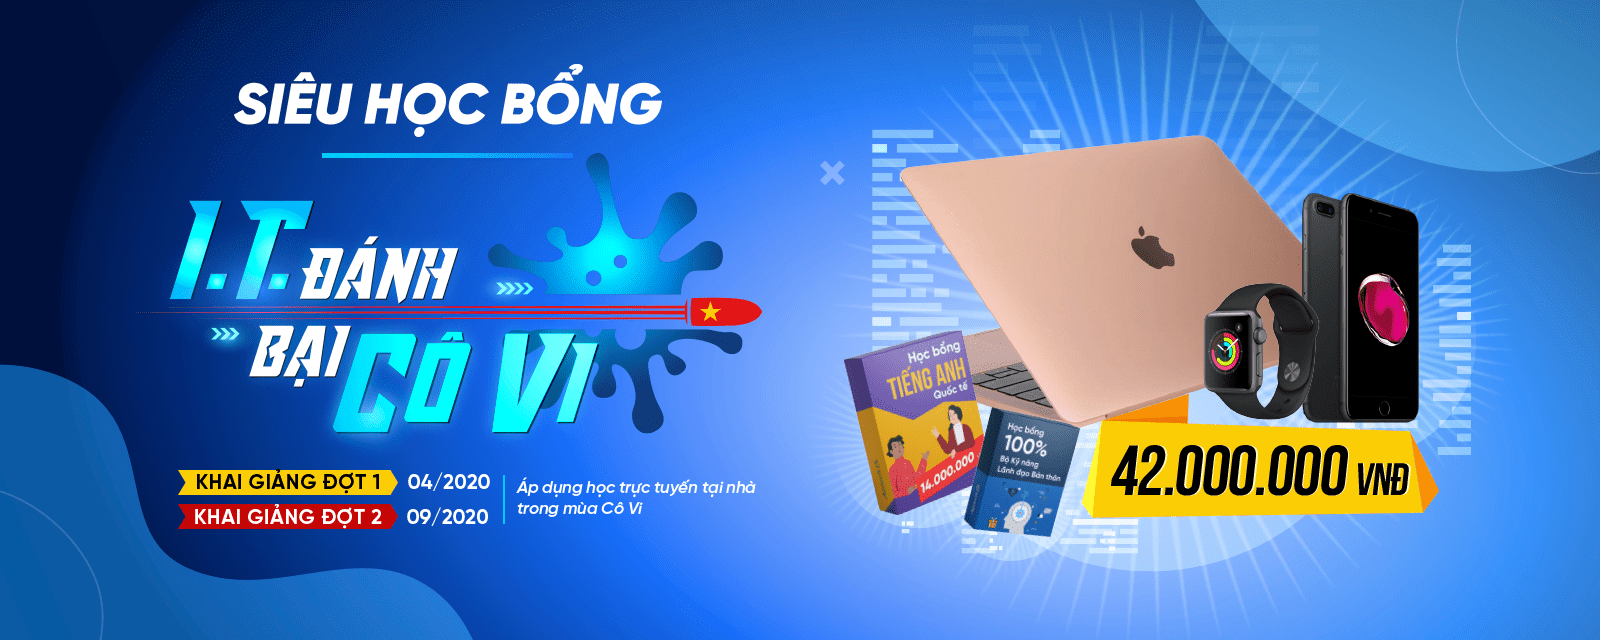 SIÊU HỌC BỔNG
I.T. ĐÁNH
BẠI CÔ VI
KHAI GIẢNG ĐỢT 1 04/2020
KHAI GIẢNG ĐỢT 2 09/2020
Áp dụng học trực tuyến tại nhà
trong mùa Cô Vi
Học bổng
TIẾNG ANH
Quốc tế
14.000.000
Học bổng
100%
Bộ Kỹ năng
Lãnh đạo Bản thân
42.000.000 VNĐ